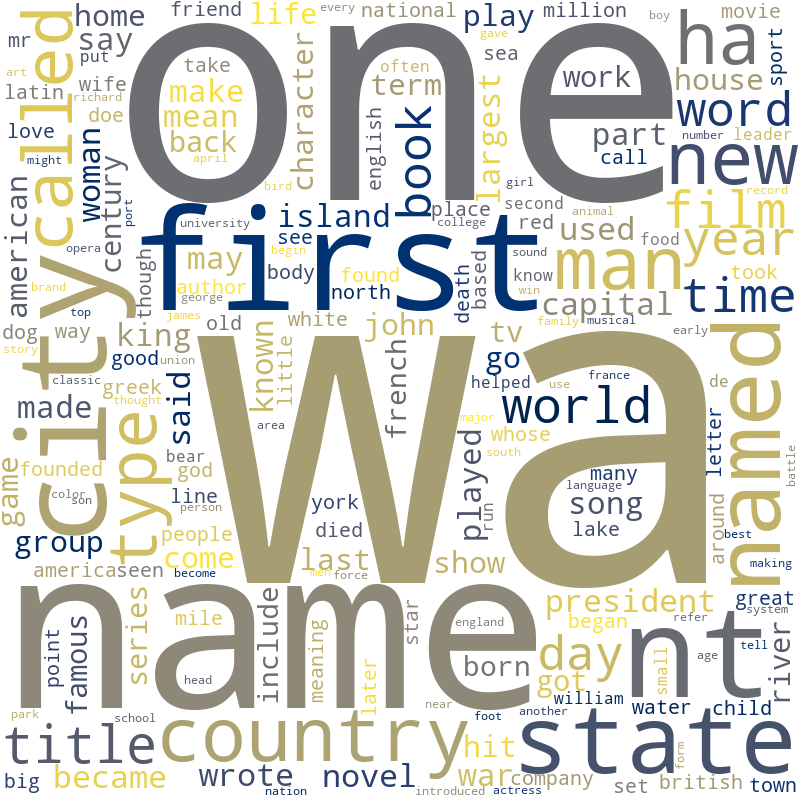 one
wa
name
first
city
state
nt
country
called
named
man
new
ha
title
type
film
year
word
time
world
book
day
song
may
mean
make
back
home
say
life
play
friend
every
national
million
movie
boy
gave
sea
sport
mr
put
art
wife
latin
richard
doe
take
often
term
work
house
part
call
number
leader
love
might
woman
april
bird
character
english
largest
girl
second
animal
record
american
century
port
university
island
place
college
red
used
food
opera
see
begin
sound
brand
though
author
george
body
found
north
death
based
know
win
capital
took
top
james
old
white
john
tv
family
musical
early
dog
way
king
story
good
union
known
little
french
go
helped
use
france
de
classic
greek
thought
made
said
major
whose
south
letter
battle
game
founded
bear
god
area
many
language
color
son
line
person
york
played
run
lake
around
best
group
people
died
come
last
show
america
seen
become
men
force
making
series
mile
include
meaning
star
england
president
began
great
system
refer
point
famous
born
got
age
tell
river
head
later
small
william
water
child
park
school
near
foot
another
hit
form
big
became
wrote
novel
war
company
set
british
town
nation
introduced
actress